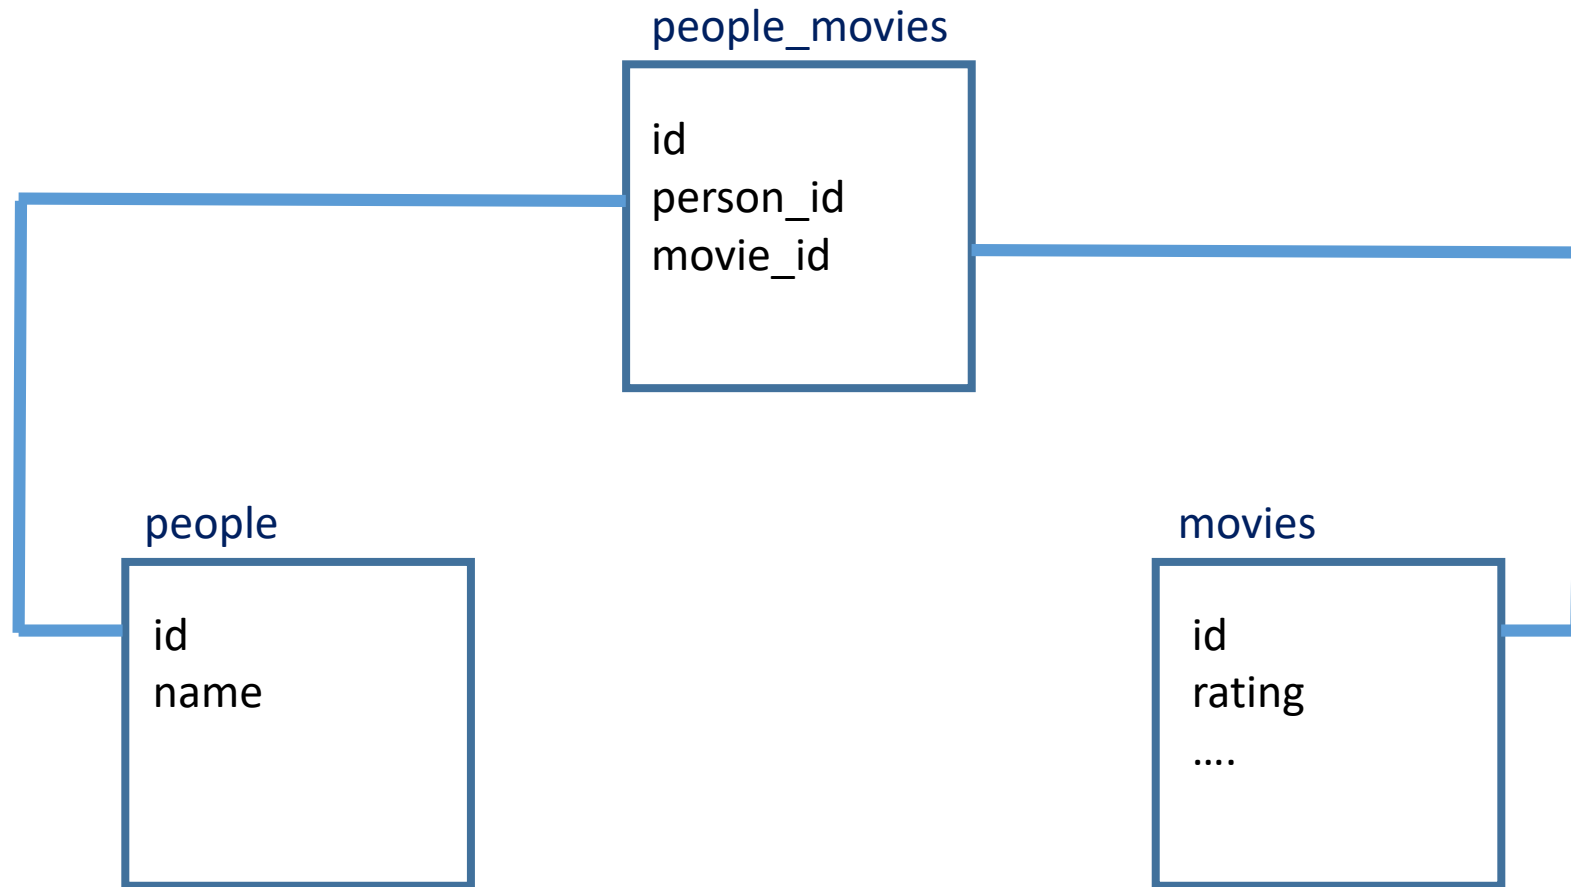 people_movies
id
person_id
movie_id
people
id
name
movies
id
rating
....